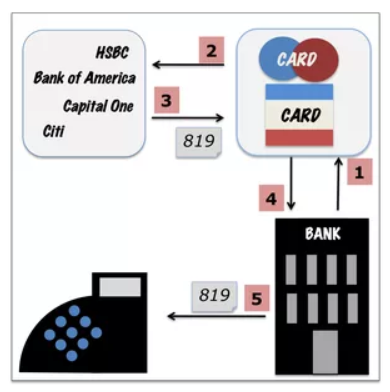 HSBC
Bank of America
Capital One
Citi
2
3
819
CARD
CARD
1
4
BANK
819
5